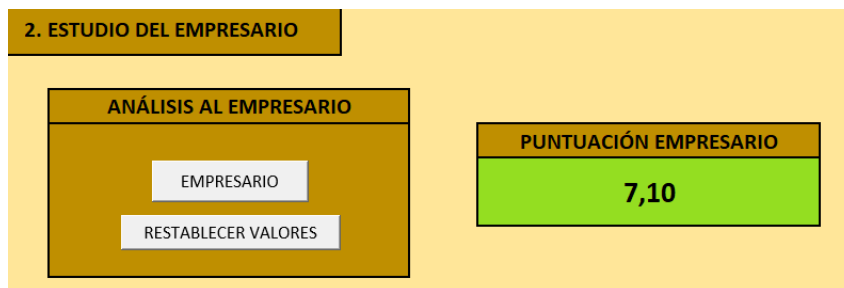 2. ESTUDIO DEL EMPRESARIO
ANÁLISIS AL EMPRESARIO
EMPRESARIO
RESTABLECER VALORES
PUNTUACIÓN EMPRESARIO
7,10